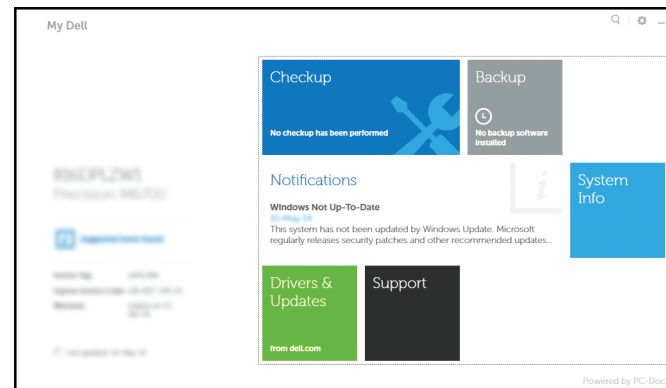 My Dell
Checkup
No checkup has been performed
Backup
No backup software
installed
Notifications
Windows Not Up-To-Date
This system has not been updated by Windows Update. Microsoft
regularly releases security patches and other recommended updates...
System
Info
Drivers &
Updates
from dell.com
Support
Powered by PC-Doc